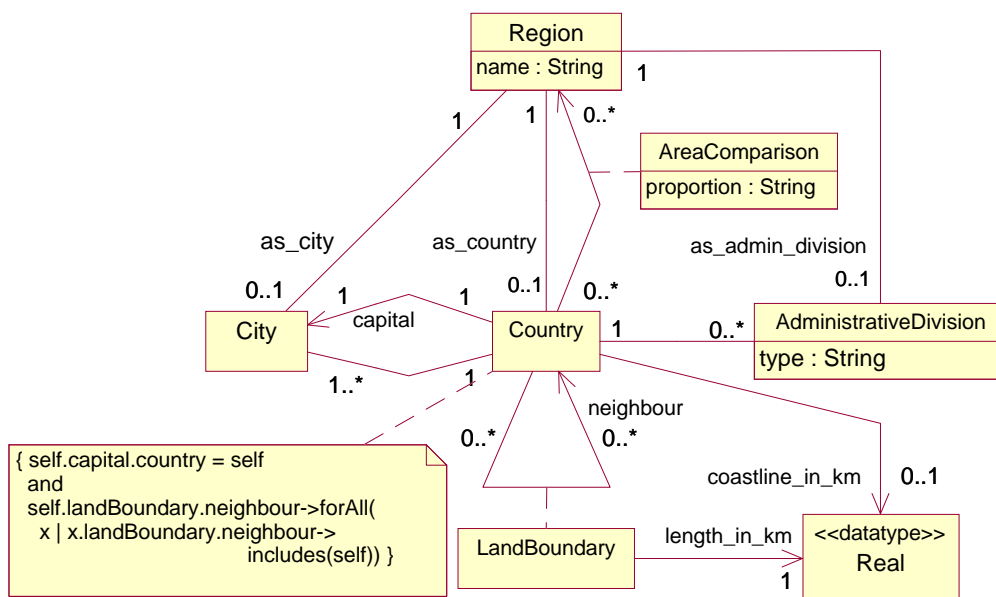 Region
name : String
1
1
1
0..*
AreaComparison
proportion : String
as_city
as_country
as_admin_division
0..1
0..1
0..*
0..1
1
1
capital
City
Country
1
0..*
AdministrativeDivision
type : String
1..*
1
neighbour
0..*
0..*
{ self.capital.country = self
and
self.landBoundary.neighbour->forAll(
x | x.landBoundary.neighbour->
includes(self)) }
coastline_in_km
0..1
LandBoundary
length_in_km
1
<<datatype>>
Real